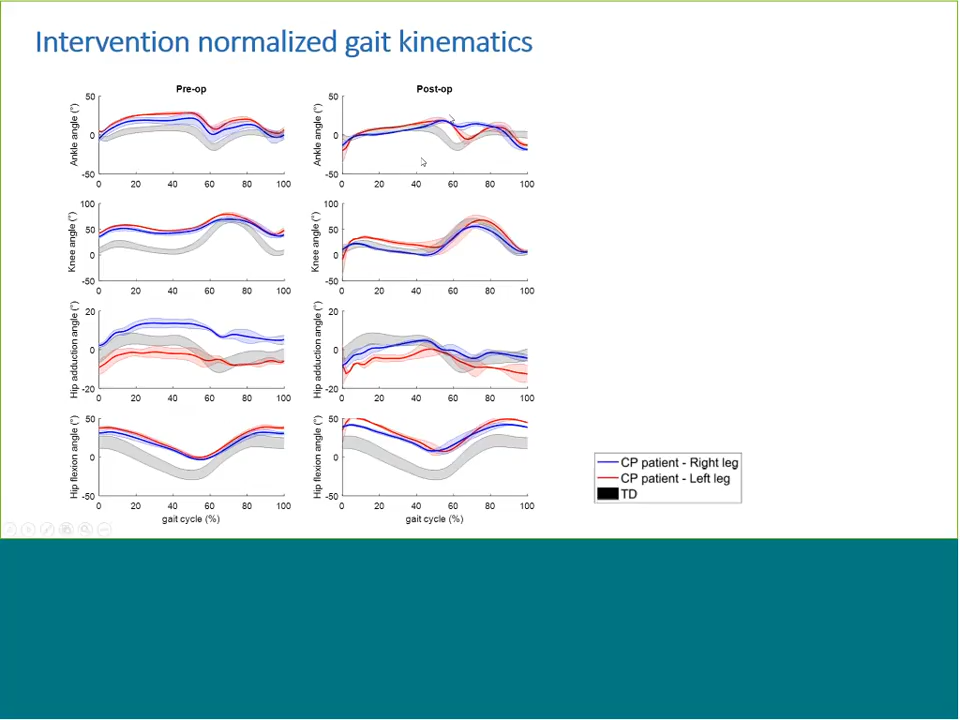 Intervention normalized gait kinematics
Pre-op
Post-op
Ankle angle (°)
50
0
-50
0 20 40 60 80 100
Ankle angle (°)
50
0
-50
0 20 40 60 80 100
Knee angle (°)
100
50
0
-50
0 20 40 60 80 100
Knee angle (°)
100
50
0
-50
0 20 40 60 80 100
Hip adduction angle (°)
20
0
-20
0 20 40 60 80 100
Hip adduction angle (°)
20
0
-20
0 20 40 60 80 100
Hip flexion angle (°)
50
0
-50
0 20 40 60 80 100
gait cycle (%)
Hip flexion angle (°)
50
0
-50
0 20 40 60 80 100
gait cycle (%)
CP patient - Right leg
CP patient - Left leg
TD